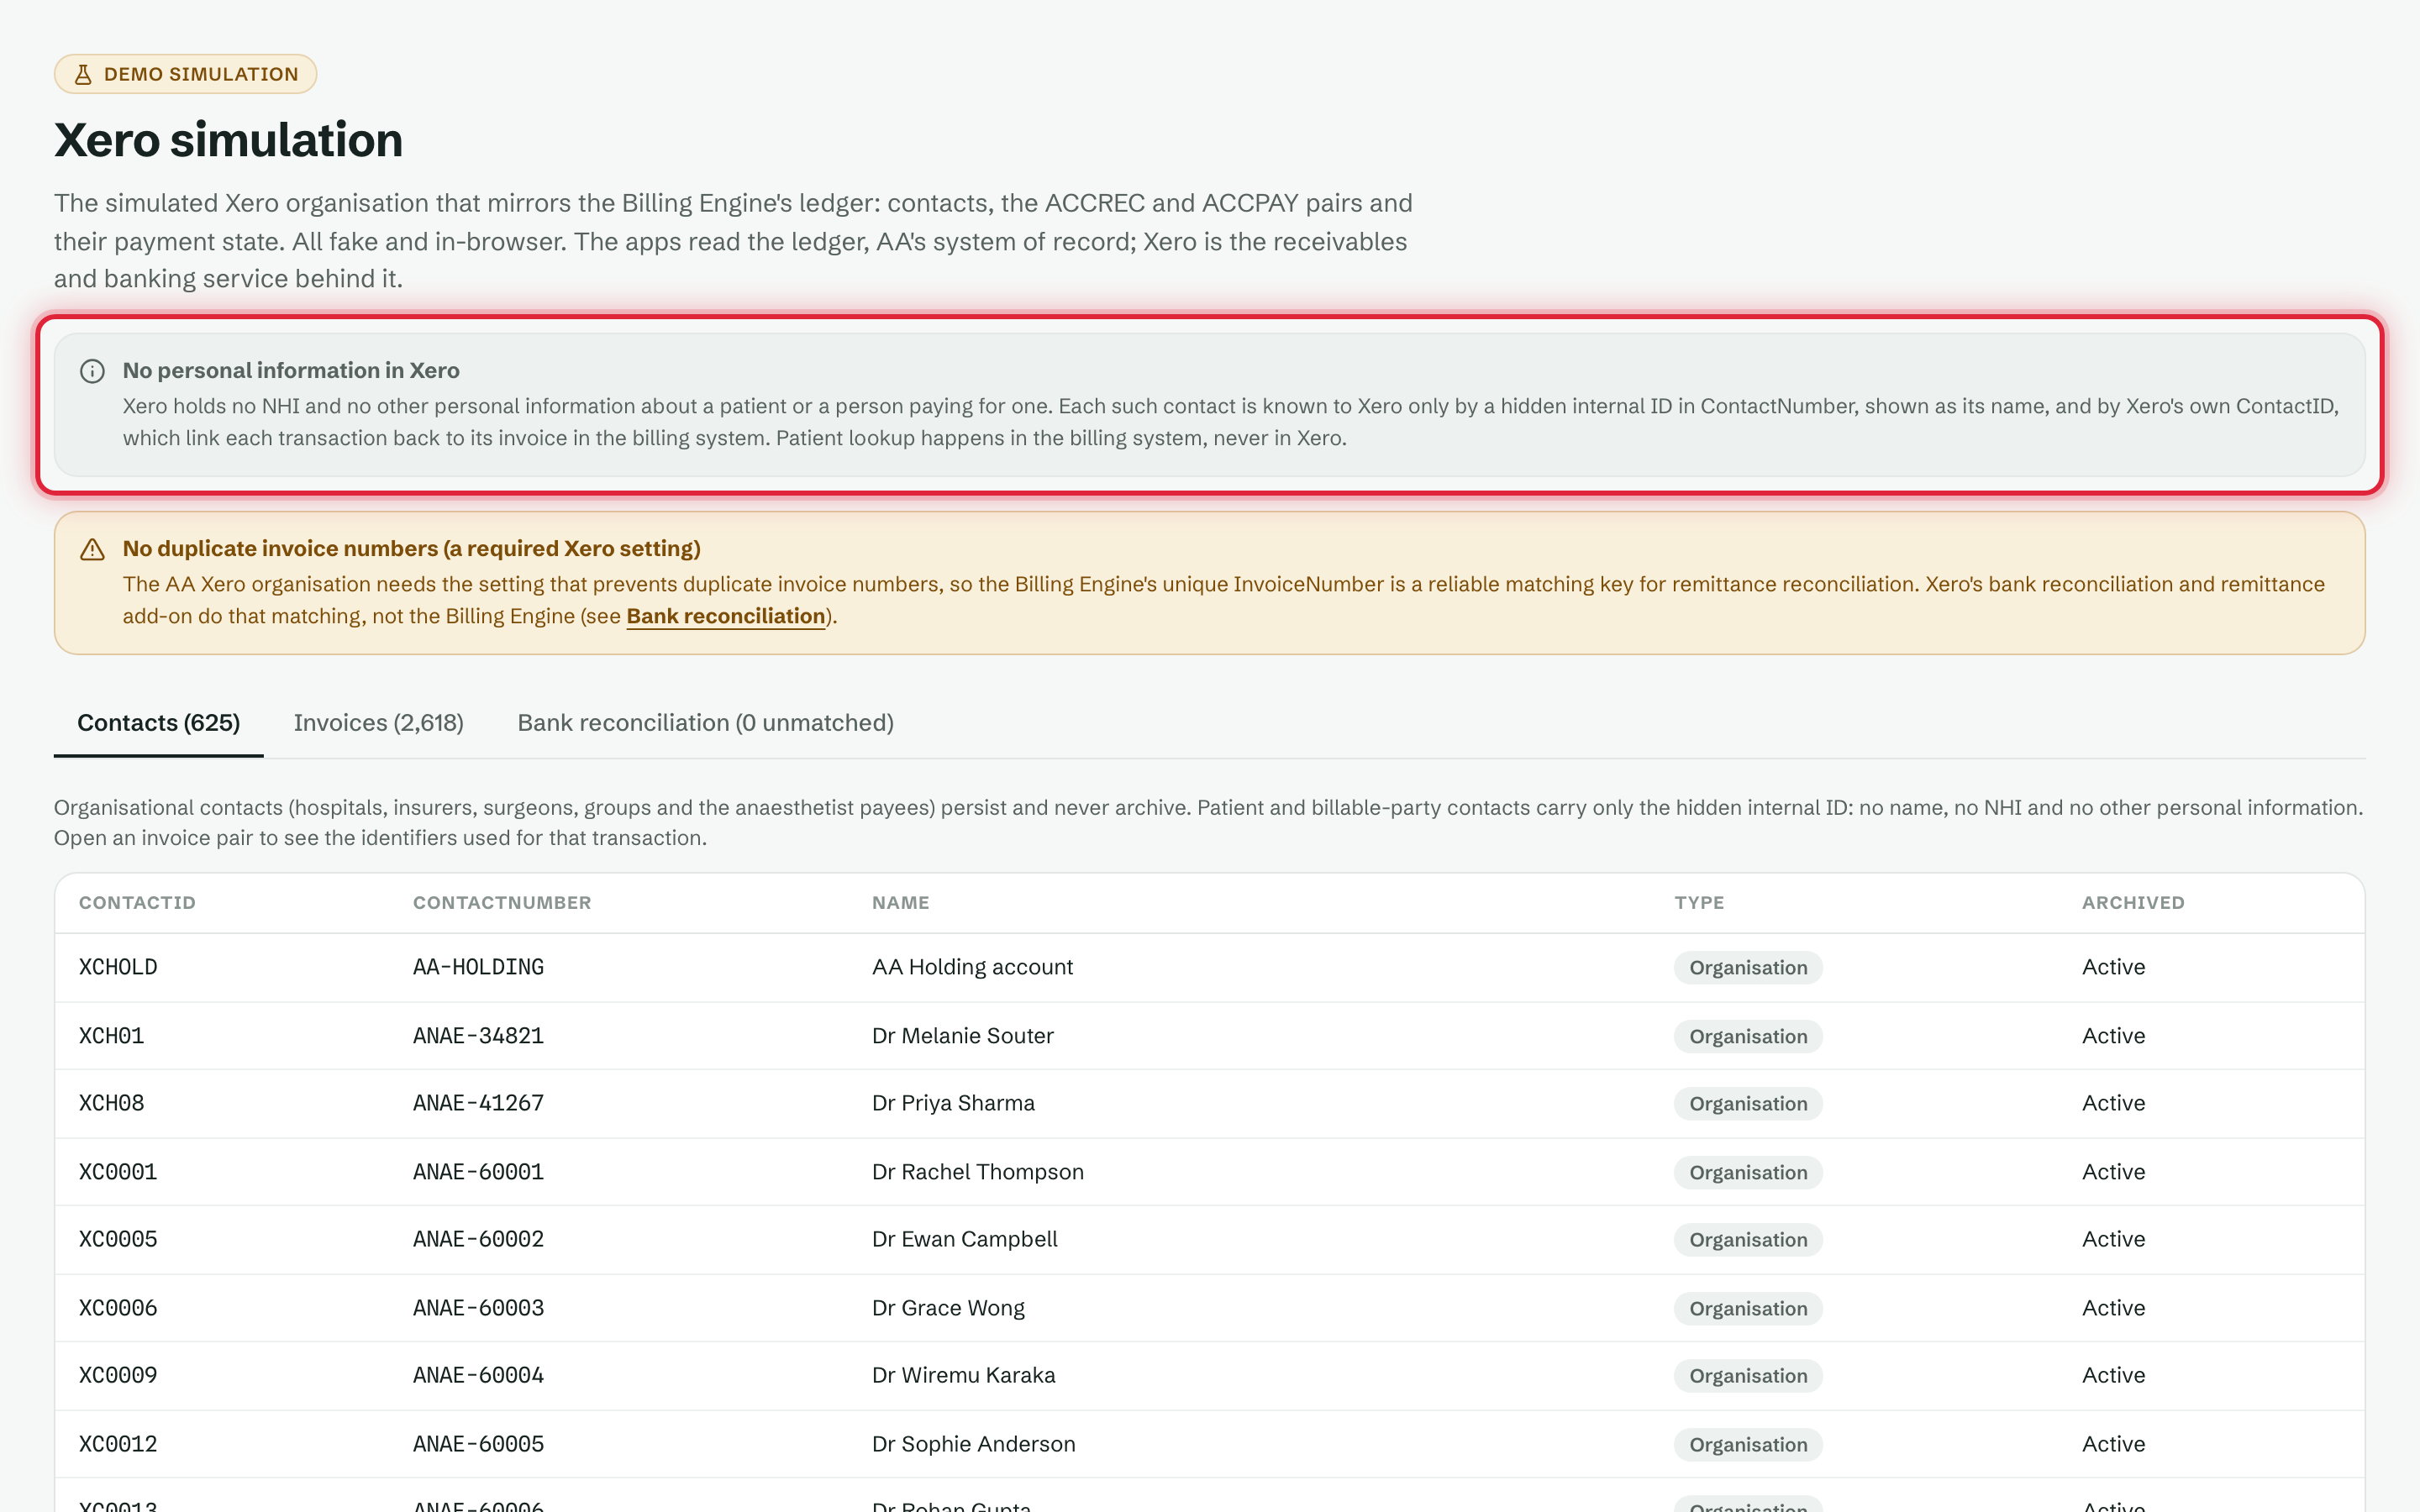 DEMO SIMULATION
Xero simulation
The simulated Xero organisation that mirrors the Billing Engine's ledger: contacts, the ACCREC and ACCPAY pairs and
their payment state. All fake and in-browser. The apps read the ledger, AA's system of record; Xero is the receivables
and banking service behind it.
No personal information in Xero
Xero holds no NHI and no other personal information about a patient or a person paying for one. Each such contact is known to Xero only by a hidden internal ID in ContactNumber, shown as its name, and by Xero's own ContactID,
which link each transaction back to its invoice in the billing system. Patient lookup happens in the billing system, never in Xero.
No duplicate invoice numbers (a required Xero setting)
The AA Xero organisation needs the setting that prevents duplicate invoice numbers, so the Billing Engine's unique InvoiceNumber is a reliable matching key for remittance reconciliation. Xero's bank reconciliation and remittance
add-on do that matching, not the Billing Engine (see Bank reconciliation).
Contacts (625) Invoices (2,618) Bank reconciliation (0 unmatched)
Organisational contacts (hospitals, insurers, surgeons, groups and the anaesthetist payees) persist and never archive. Patient and billable-party contacts carry only the hidden internal ID: no name, no NHI and no other personal information.
Open an invoice pair to see the identifiers used for that transaction.
CONTACTID CONTACTNUMBER NAME TYPE ARCHIVED
XCHOLD AA-HOLDING AA Holding account Organisation Active
XCH01 ANAE-34821 Dr Melanie Souter Organisation Active
XCH08 ANAE-41267 Dr Priya Sharma Organisation Active
XC0001 ANAE-60001 Dr Rachel Thompson Organisation Active
XC0005 ANAE-60002 Dr Ewan Campbell Organisation Active
XC0006 ANAE-60003 Dr Grace Wong Organisation Active
XC0009 ANAE-60004 Dr Wiremu Karaka Organisation Active
XC0012 ANAE-60005 Dr Sophie Anderson Organisation Active
XC0013 ANAE-60006 Dr Rohan Gupta Organisation Active